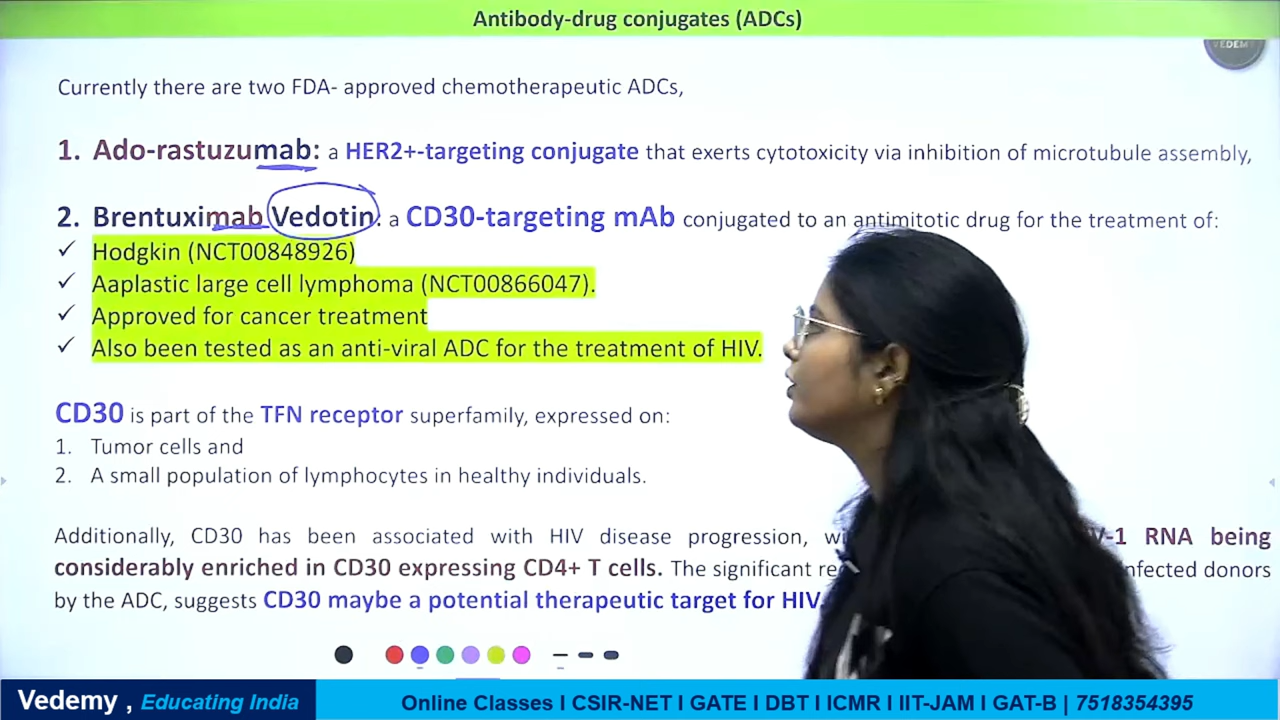 Antibody-drug conjugates (ADCs)
VEDEMY
Currently there are two FDA- approved chemotherapeutic ADCs,
1. Ado-rastuzumab: a HER2+-targeting conjugate that exerts cytotoxicity via inhibition of microtubule assembly,
2. Brentuximab Vedotin: a CD30-targeting mAb conjugated to an antimitotic drug for the treatment of:
✓ Hodgkin (NCT00848926)
✓ Aaplastic large cell lymphoma (NCT00866047).
✓ Approved for cancer treatment
✓ Also been tested as an anti-viral ADC for the treatment of HIV.
CD30 is part of the TFN receptor superfamily, expressed on:
1. Tumor cells and
2. A small population of lymphocytes in healthy individuals.
Additionally, CD30 has been associated with HIV disease progression, RNA being
considerably enriched in CD30 expressing CD4+ T cells. The significant donors
by the ADC, suggests CD30 maybe a potential therapeutic target for HIV.
Vedemy , Educating India
Online Classes I CSIR-NET I GATE I DBT I ICMR I IIT-JAM I GAT-B | 7518354395